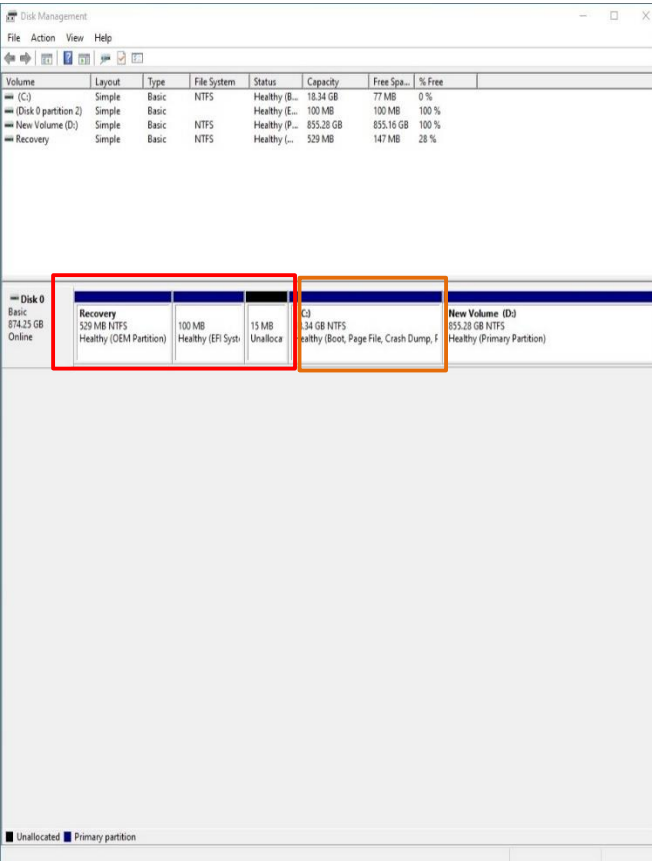 Disk Management
File Action View Help
Volume Layout Type File System Status Capacity Free Spa... % Free
(C:) Simple Basic NTFS Healthy (B... 18.34 GB 77 MB 0 %
(Disk 0 partition 2) Simple Basic Healthy (E... 100 MB 100 MB 100 %
New Volume (D:) Simple Basic NTFS Healthy (P... 855.28 GB 855.16 GB 100 %
Recovery Simple Basic NTFS Healthy (... 529 MB 147 MB 28 %
Disk 0
Basic
874.25 GB
Online
Recovery
529 MB NTFS
Healthy (OEM Partition)
100 MB
Healthy (EFI Syst
15 MB
Unalloca
C:)
.34 GB NTFS
ealthy (Boot, Page File, Crash Dump, F
New Volume (D:)
855.28 GB NTFS
Healthy (Primary Partition)
Unallocated Primary partition